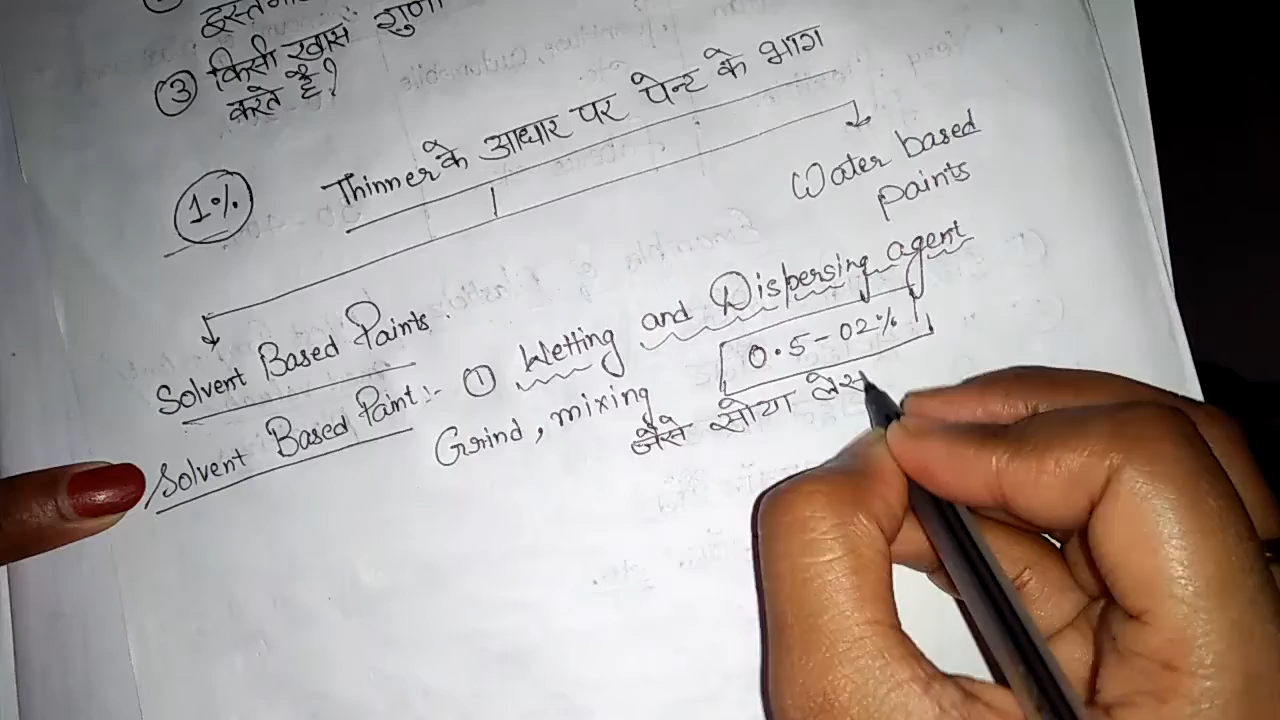 ③ किसी खास गुणों
करते है?
1%
Thinner के आधार पर पेन्ट के भाग
Water based
paints
Solvent Based Paints.
Solvent Based Paint:- ① Wetting and Dispersing agent
0.5-02%
Grind, mixing
जैसे सोया लेस